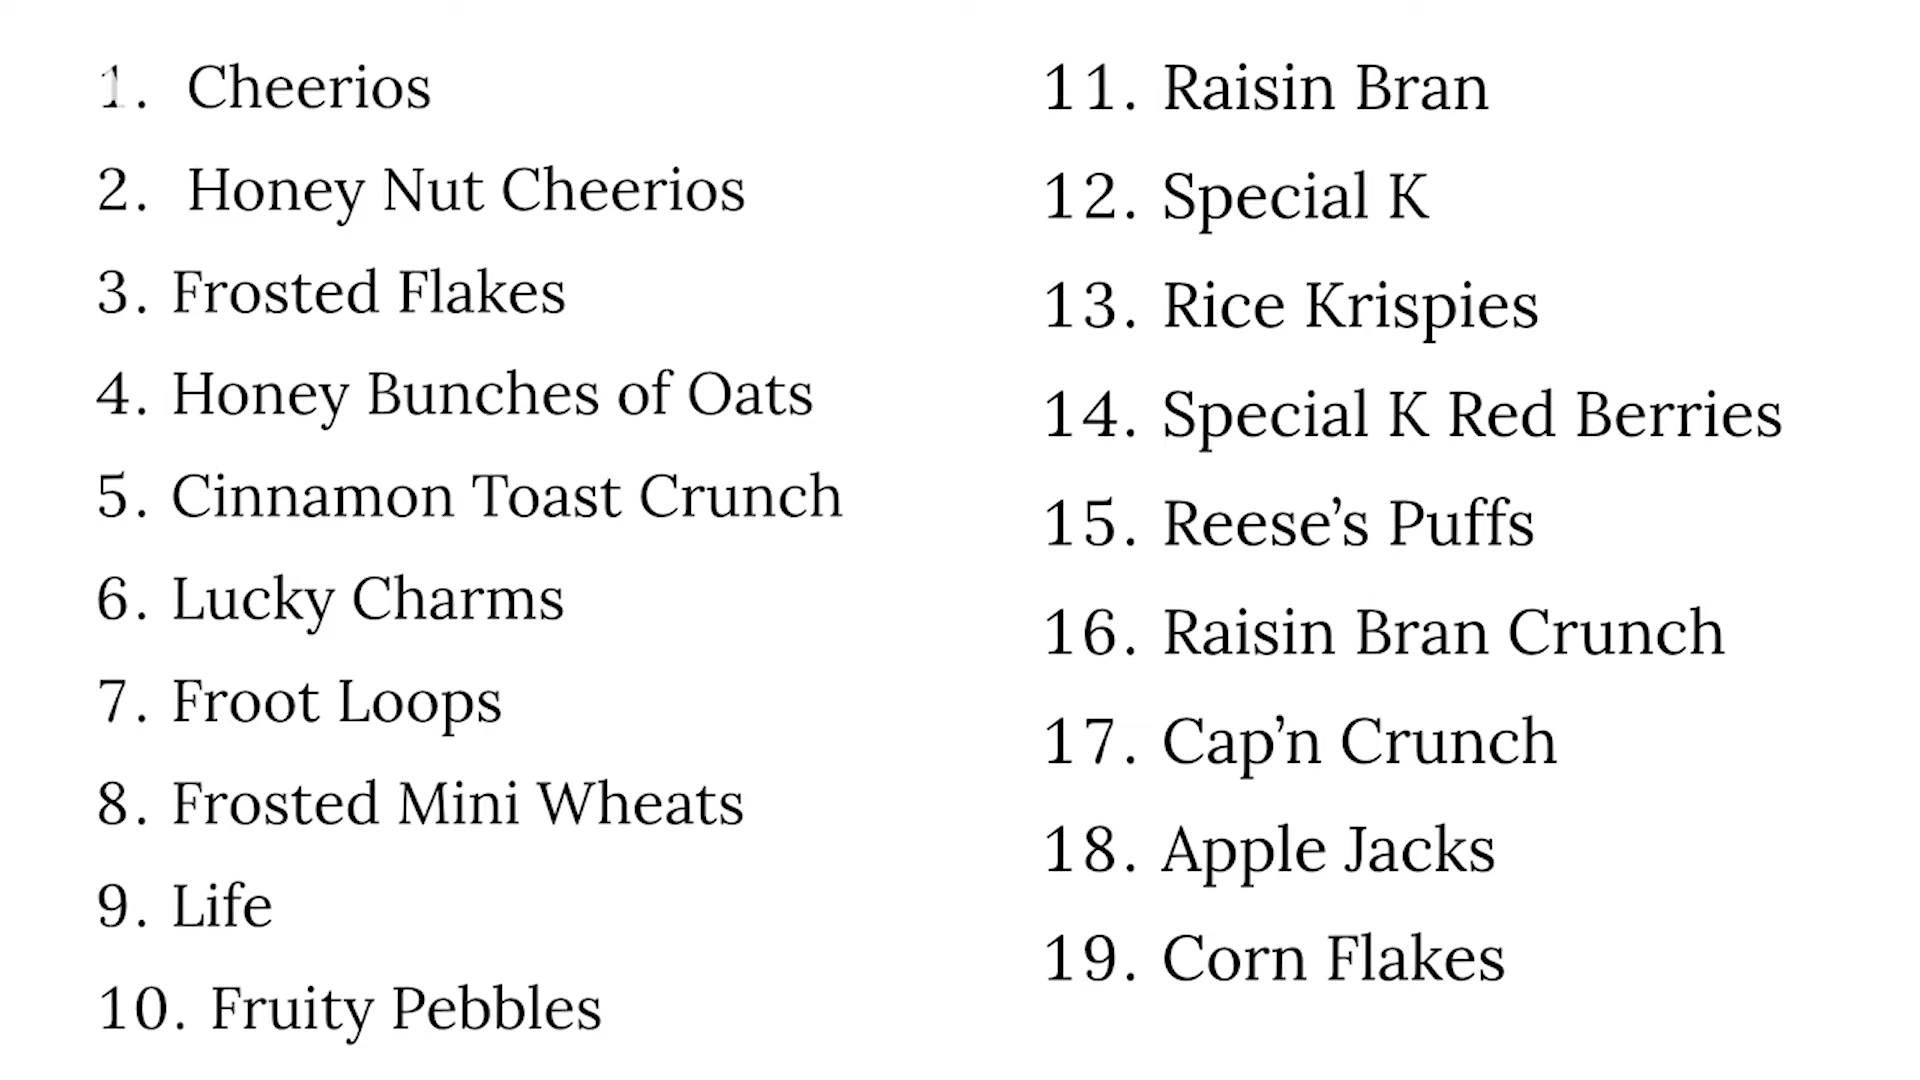 1. Cheerios
2. Honey Nut Cheerios
3. Frosted Flakes
4. Honey Bunches of Oats
5. Cinnamon Toast Crunch
6. Lucky Charms
7. Froot Loops
8. Frosted Mini Wheats
9. Life
10. Fruity Pebbles
11. Raisin Bran
12. Special K
13. Rice Krispies
14. Special K Red Berries
15. Reese’s Puffs
16. Raisin Bran Crunch
17. Cap’n Crunch
18. Apple Jacks
19. Corn Flakes